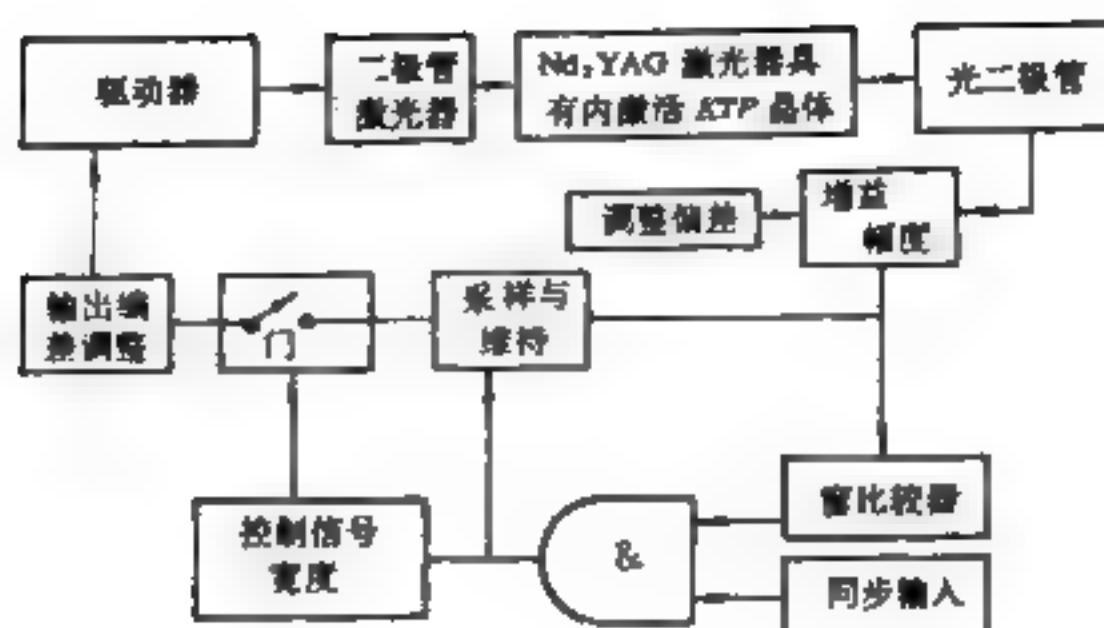 驱动器
二极管
激光器
Nd,YAG 激光器具
有内激活 KTP 晶体
光二极管
调整偏差
增益
幅度
输出偏
差调整
门
采样与
维持
控制信号
宽度
&
窗比较器
同步输入